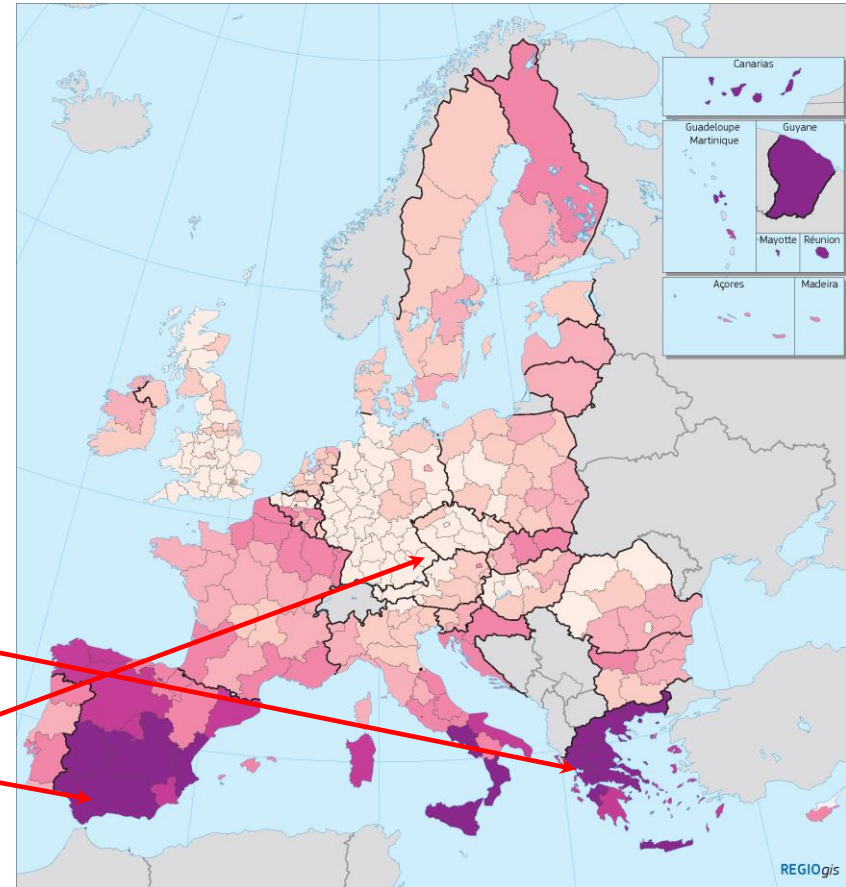 Canarias
Guadeloupe
Martinique
Guyane
Mayotte
Réunion
Açores
Madeira
REGIOgis